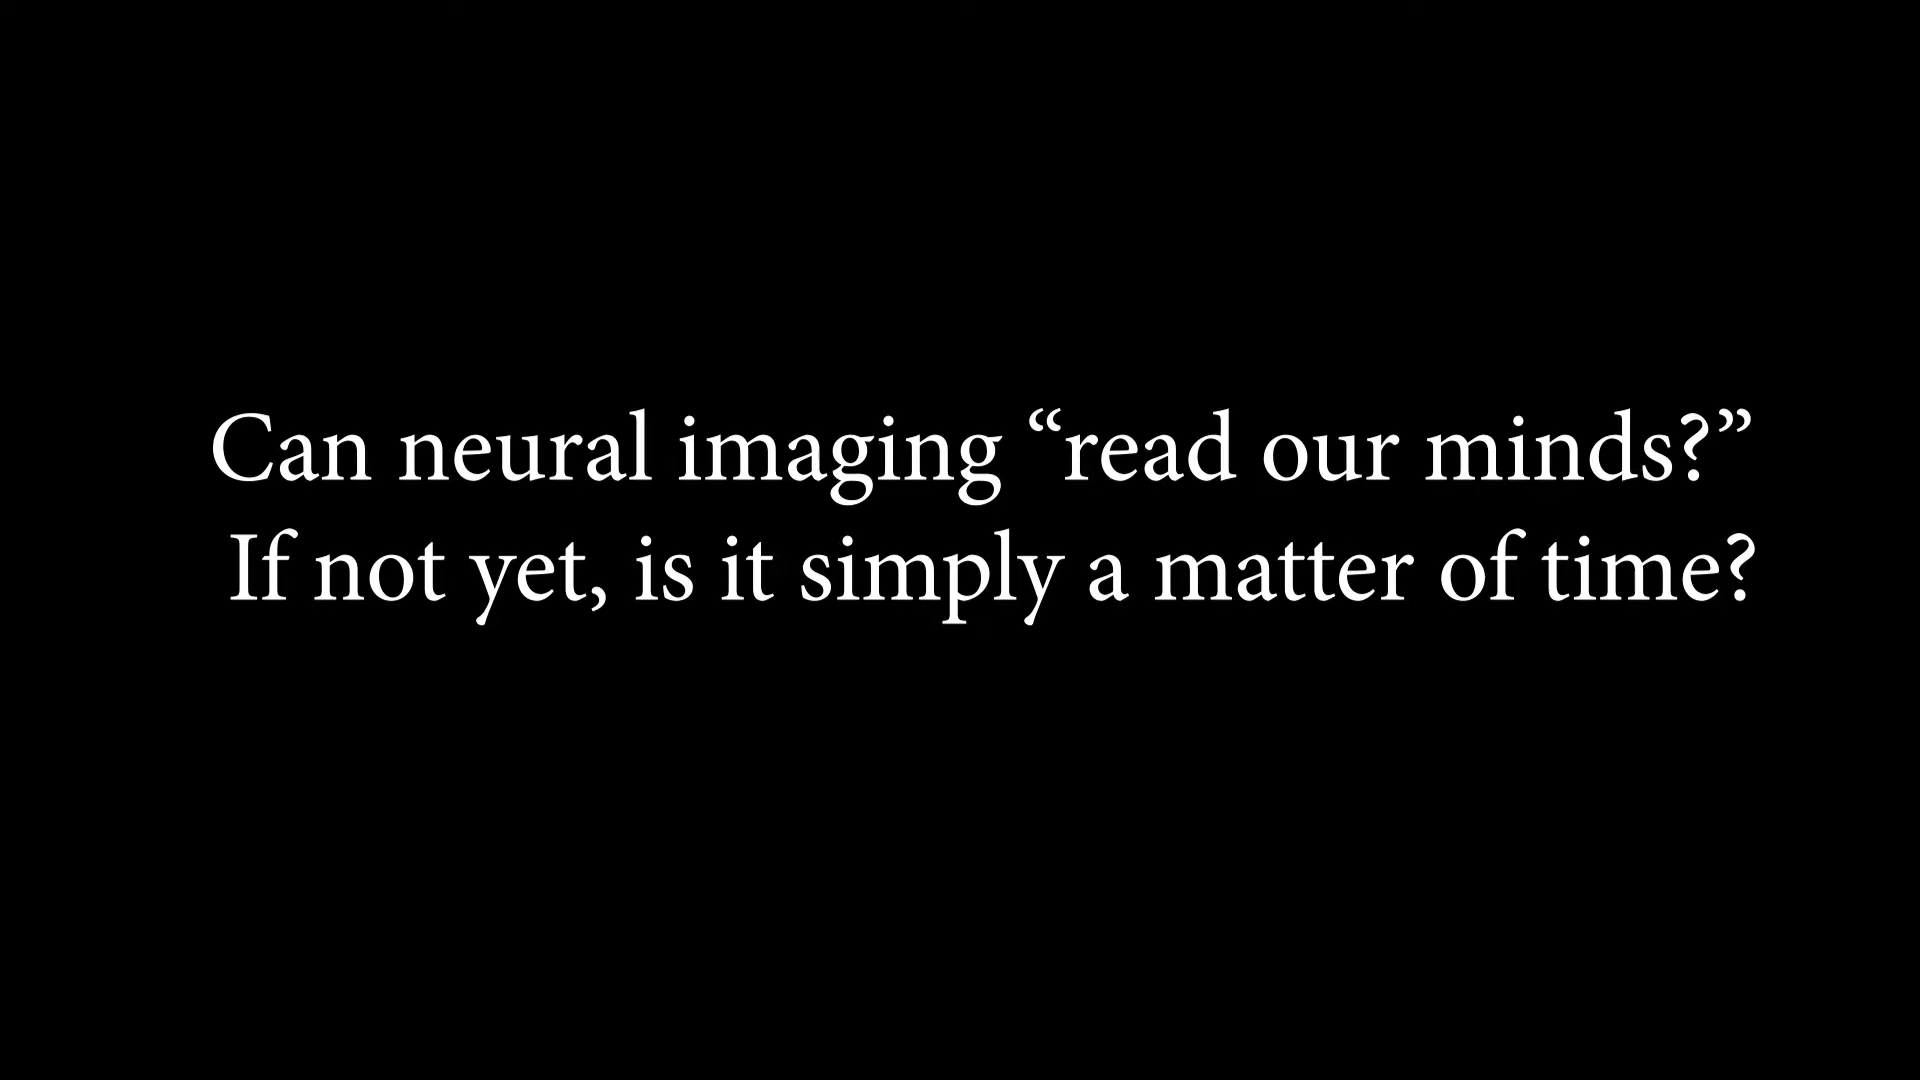 Can neural imaging “read our minds?”
If not yet, is it simply a matter of time?